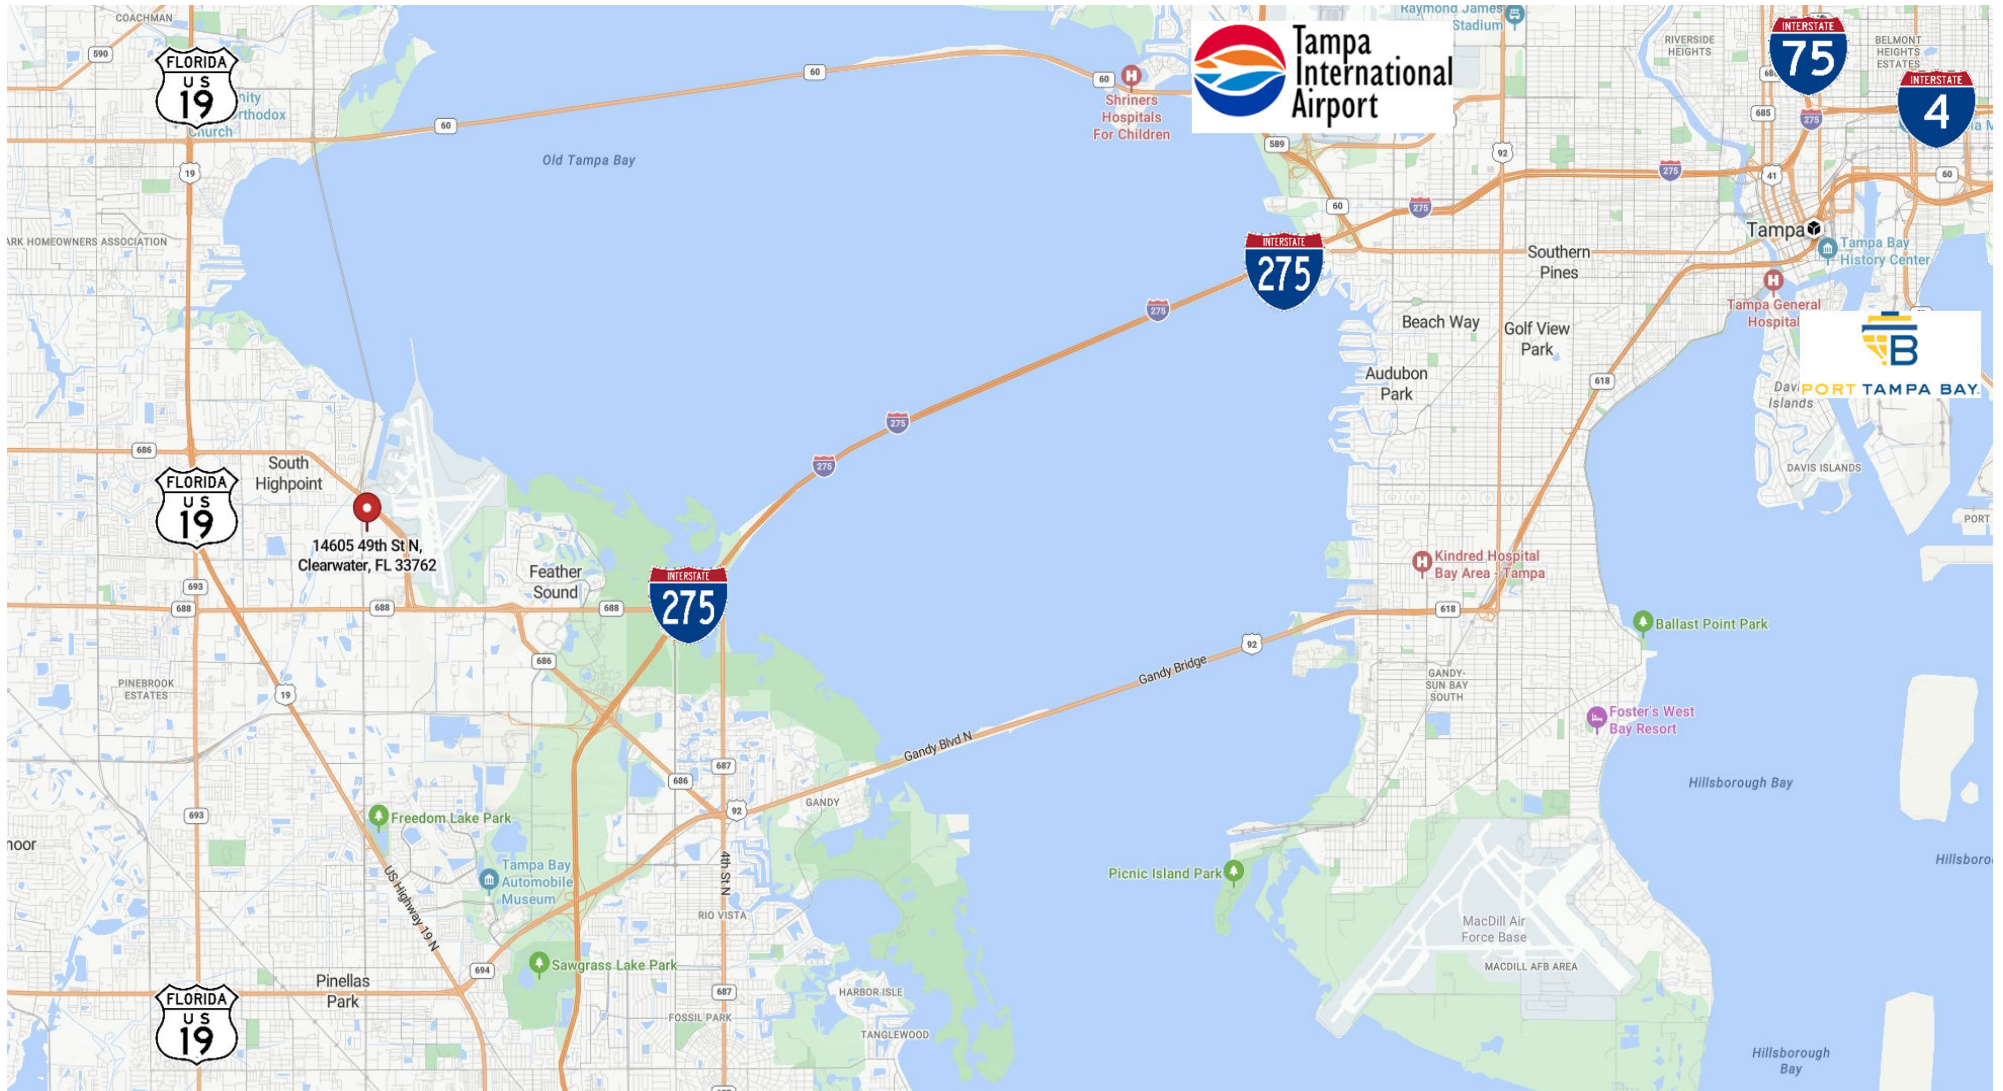 COACHMAN
590
FLORIDA
US
19
nity
Orthodox
Church
60
60
60
Shriners
Hospitals
For Children
Tampa
International
Airport
Raymond James
Stadium
RIVERSIDE
HEIGHTS
BELMONT
HEIGHTS
ESTATES
INTERSTATE
75
INTERSTATE
4
685
275
589
92
19
Old Tampa Bay
275
41
60
60
275
Tampa
Tampa Bay
History Center
ARK HOMEOWNERS ASSOCIATION
INTERSTATE
275
Southern
Pines
Tampa General
Hospital
275
Beach Way
Golf View
Park
B
PORT TAMPA BAY
Davis
Islands
Audubon
Park
618
275
686
South
Highpoint
275
DAVIS ISLANDS
FLORIDA
US
19
PORT
14605 49th St N,
Clearwater, FL 33762
Feather
Sound
Kindred Hospital
Bay Area - Tampa
693
688
688
688
INTERSTATE
275
618
Ballast Point Park
92
686
Gandy Bridge
PINEBROOK
ESTATES
19
GANDY-
SUN BAY
SOUTH
Foster's West
Bay Resort
Gandy Blvd N
687
686
Hillsborough Bay
693
92
GANDY
Freedom Lake Park
noor
Tampa Bay
Automobile
Museum
4th St N
US Highway 19 N
Picnic Island Park
Hillsboro
RIO VISTA
MacDill Air
Force Base
MACDILL AFB AREA
694
Sawgrass Lake Park
Pinellas
Park
687
HARBOR ISLE
FLORIDA
US
19
FOSSIL PARK
TANGLEWOOD
Hillsborough
Bay